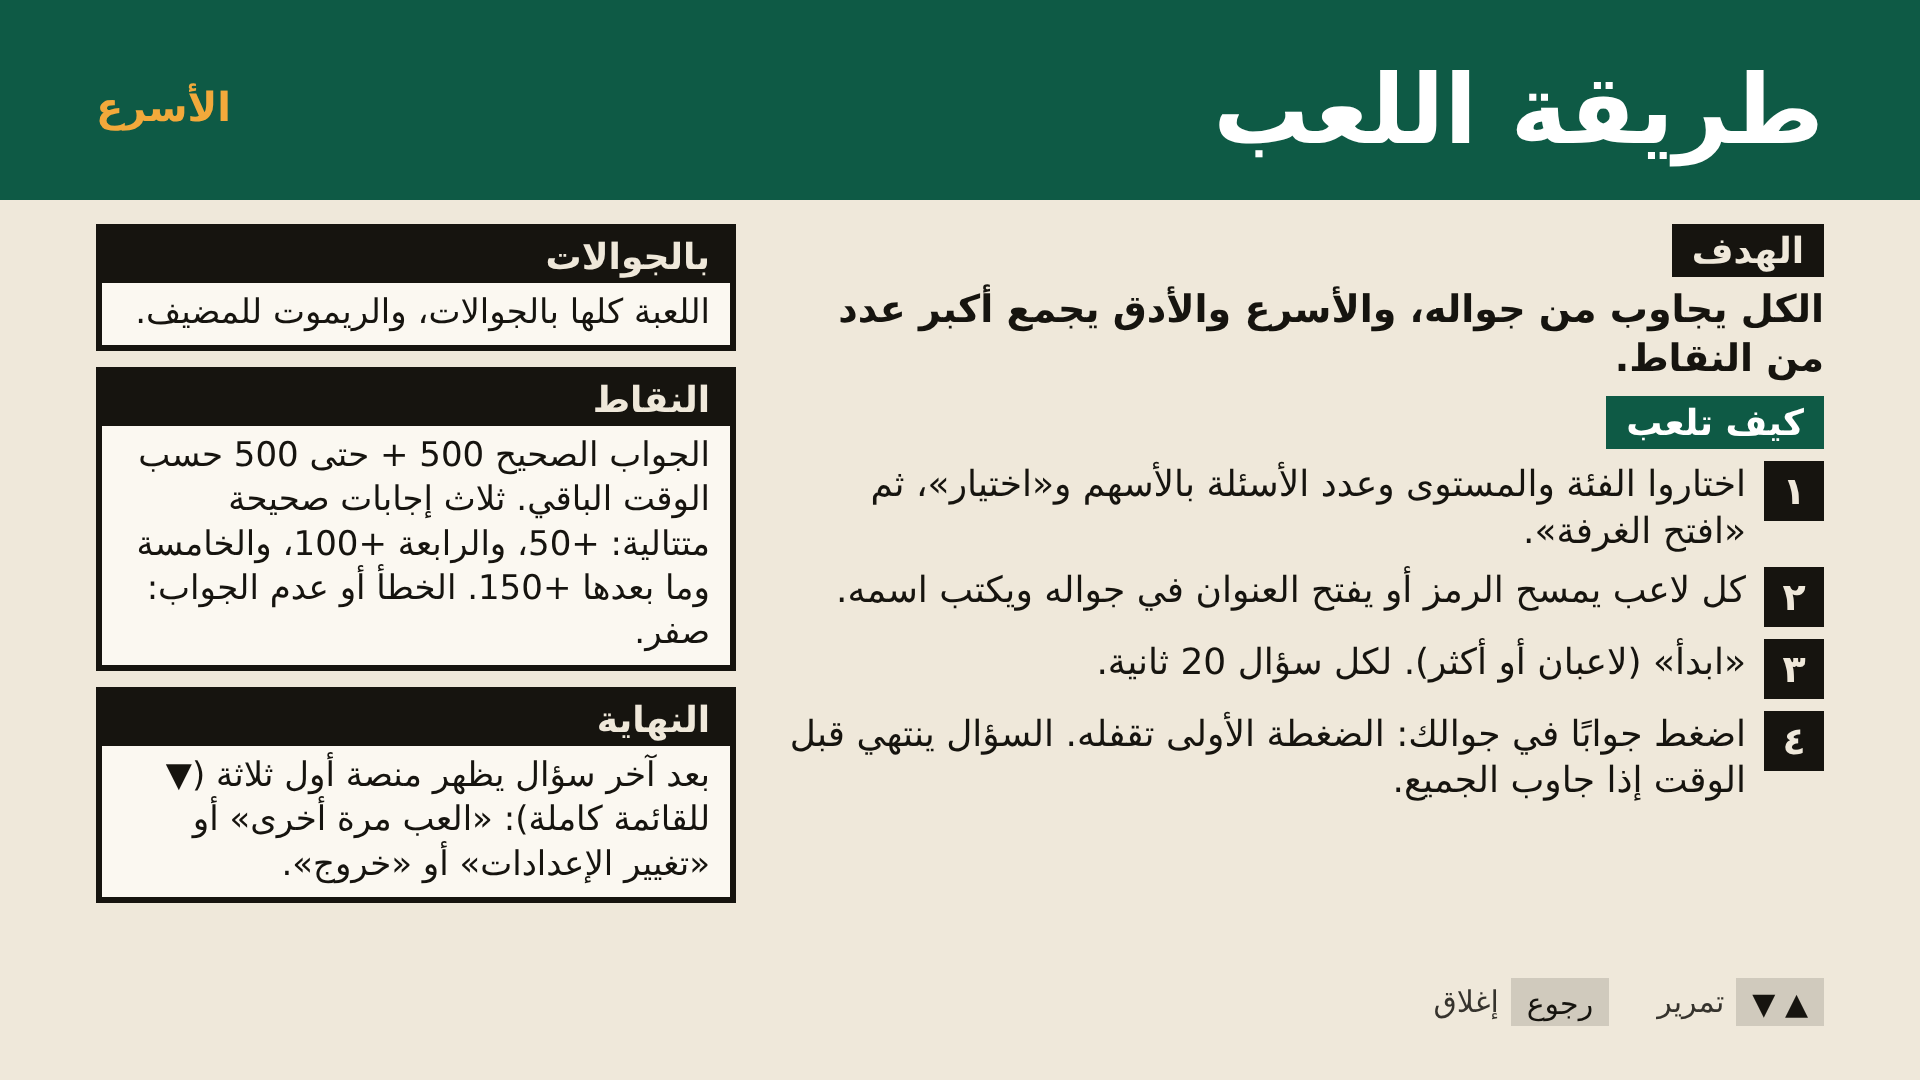 طريقة اللعب
الأسرع
الهدف
الكل يجاوب من جواله، والأسرع والأدق يجمع أكبر عدد
من النقاط.
كيف تلعب
١
اختاروا الفئة والمستوى وعدد الأسئلة بالأسهم و«اختيار»، ثم
«افتح الغرفة».
٢
كل لاعب يمسح الرمز أو يفتح العنوان في جواله ويكتب اسمه.
٣
«ابدأ» (لاعبان أو أكثر). لكل سؤال 20 ثانية.
٤
اضغط جوابًا في جوالك: الضغطة الأولى تقفله. السؤال ينتهي قبل
الوقت إذا جاوب الجميع.
بالجوالات
اللعبة كلها بالجوالات، والريموت للمضيف.
النقاط
الجواب الصحيح 500 + حتى 500 حسب
الوقت الباقي. ثلاث إجابات صحيحة
متتالية: +50، والرابعة +100، والخامسة
وما بعدها +150. الخطأ أو عدم الجواب:
صفر.
النهاية
بعد آخر سؤال يظهر منصة أول ثلاثة (▼
للقائمة كاملة): «العب مرة أخرى» أو
«تغيير الإعدادات» أو «خروج».
▲ ▼ تمرير رجوع إغلاق